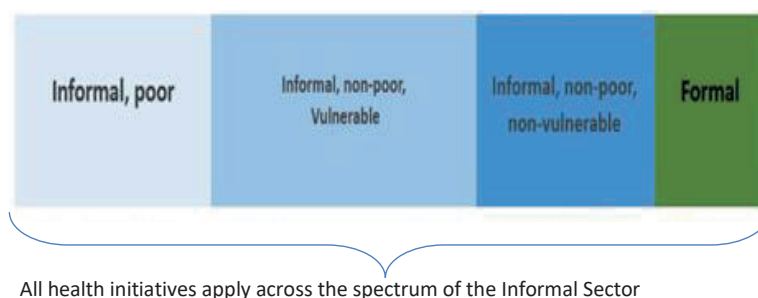 Informal, poor
Informal, non-poor,
Vulnerable
Informal, non-poor,
non-vulnerable
Formal
All health initiatives apply across the spectrum of the Informal Sector